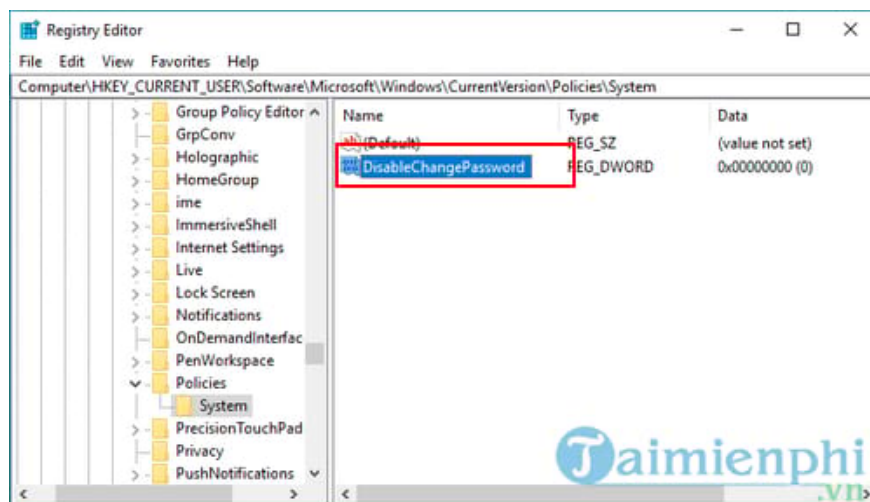 Registry Editor
File Edit View Favorites Help
Computer\HKEY_CURRENT_USER\Software\Microsoft\Windows\CurrentVersion\Policies\System
Group Policy Editor
GrpConv
Holographic
HomeGroup
ime
ImmersiveShell
Internet Settings
Live
Lock Screen
Notifications
OnDemandInterfac
PenWorkspace
Policies
System
PrecisionTouchPad
Privacy
PushNotifications
Name Type Data
(Default) REG_SZ (value not set)
DisableChangePassword REG_DWORD 0x00000000 (0)
Taimienphi
.vn